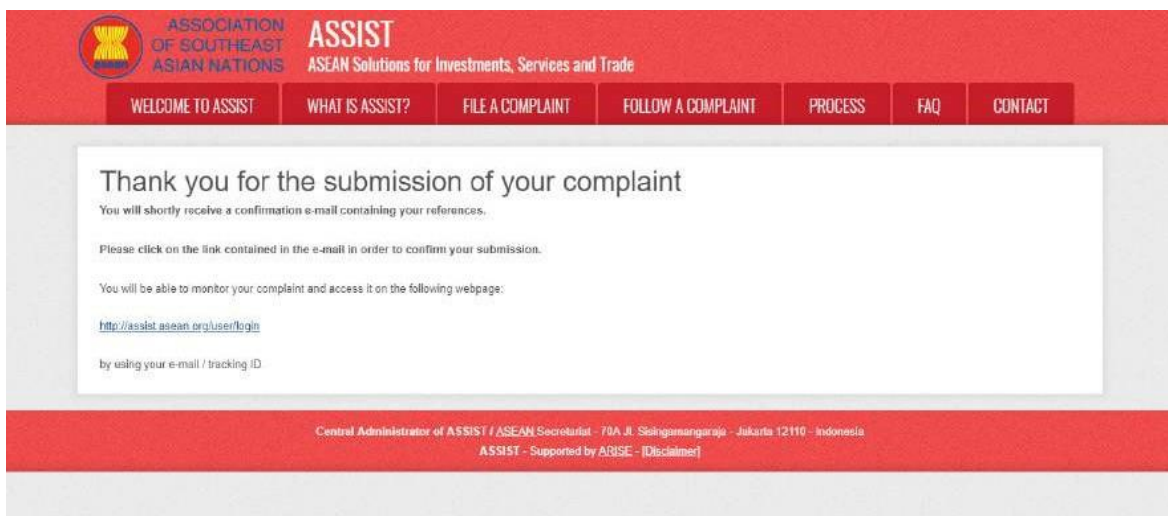 ASSOCIATION
OF SOUTHEAST
ASIAN NATIONS
ASSIST
ASEAN Solutions for Investments, Services and Trade
WELCOME TO ASSIST WHAT IS ASSIST? FILE A COMPLAINT FOLLOW A COMPLAINT PROCESS FAQ CONTACT
Thank you for the submission of your complaint
You will shortly receive a confirmation e-mail containing your references.
Please click on the link contained in the e-mail in order to confirm your submission.
You will be able to monitor your complaint and access it on the following webpage:
http://assist.asean.org/user/login
by using your e-mail / tracking ID
Central Administrator of ASSIST / ASEAN Secretariat - 70A Jl. Sisingamangaraja - Jakarta 12110 - Indonesia
ASSIST - Supported by ARISE - [Disclaimer]